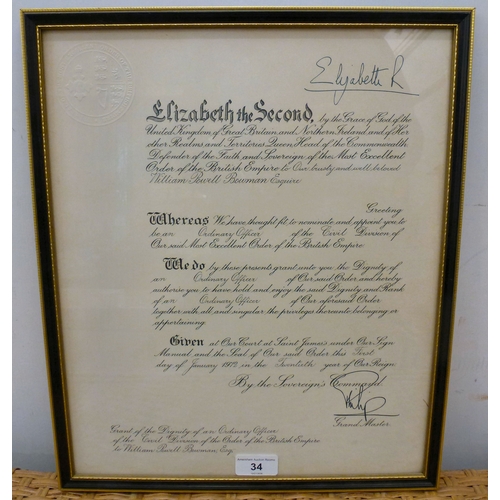 Elizabeth R
Elizabeth the Second, by the Grace of God of the
United Kingdom of Great Britain and Northern Ireland and of Her
other Realms and Territories Queen, Head of the Commonwealth,
Defender of the Faith and Sovereign of the Most Excellent
Order of the British Empire to Our trusty and well beloved
William Powell Bowman Esquire
Greeting
Whereas We have thought fit to nominate and appoint you to
be an Ordinary Officer of the Civil Division of
Our said Most Excellent Order of the British Empire
We do by these presents grant unto you the Dignity of
an Ordinary Officer of Our said Order and hereby
authorise you to have hold and enjoy the said Dignity and Rank
of an Ordinary Officer of Our aforesaid Order
together with all and singular the privileges thereunto belonging or
appertaining.
Given at Our Court at Saint James's under Our Sign
Manual and the Seal of Our said Order this First
day of January 1972 in the Twentieth year of Our Reign
By the Sovereign's Command.
Grand Master
Grant of the Dignity of an Ordinary Officer
of the Civil Division of the Order of the British Empire
to William Powell Bowman, Esq.
34